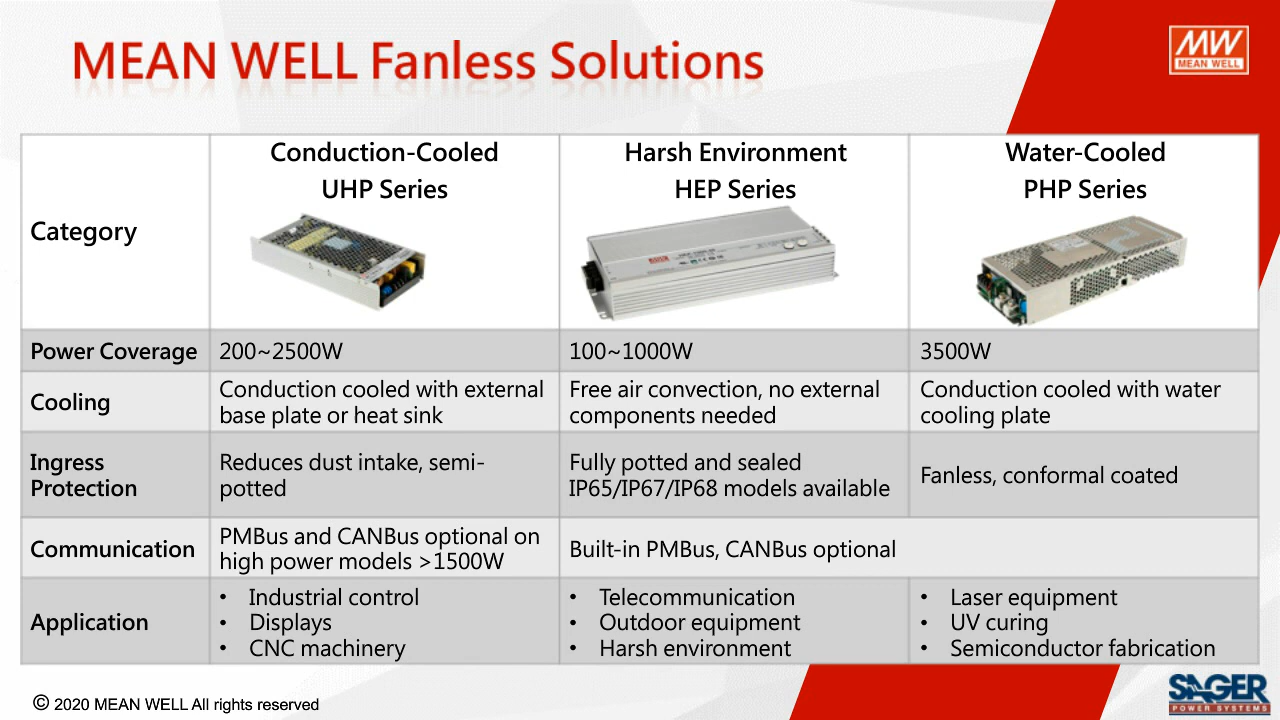 MEAN WELL Fanless Solutions
MW
MEAN WELL
Category
Conduction-Cooled
UHP Series
Harsh Environment
HEP Series
Water-Cooled
PHP Series
Power Coverage
200~2500W
100~1000W
3500W
Cooling
Conduction cooled with external
base plate or heat sink
Free air convection, no external
components needed
Conduction cooled with water
cooling plate
Ingress
Protection
Reduces dust intake, semi-
potted
Fully potted and sealed
IP65/IP67/IP68 models available
Fanless, conformal coated
Communication
PMBus and CANBus optional on
high power models >1500W
Built-in PMBus, CANBus optional
Application
• Industrial control
• Displays
• CNC machinery
• Telecommunication
• Outdoor equipment
• Harsh environment
• Laser equipment
• UV curing
• Semiconductor fabrication
© 2020 MEAN WELL All rights reserved
SAGER
POWER SYSTEMS